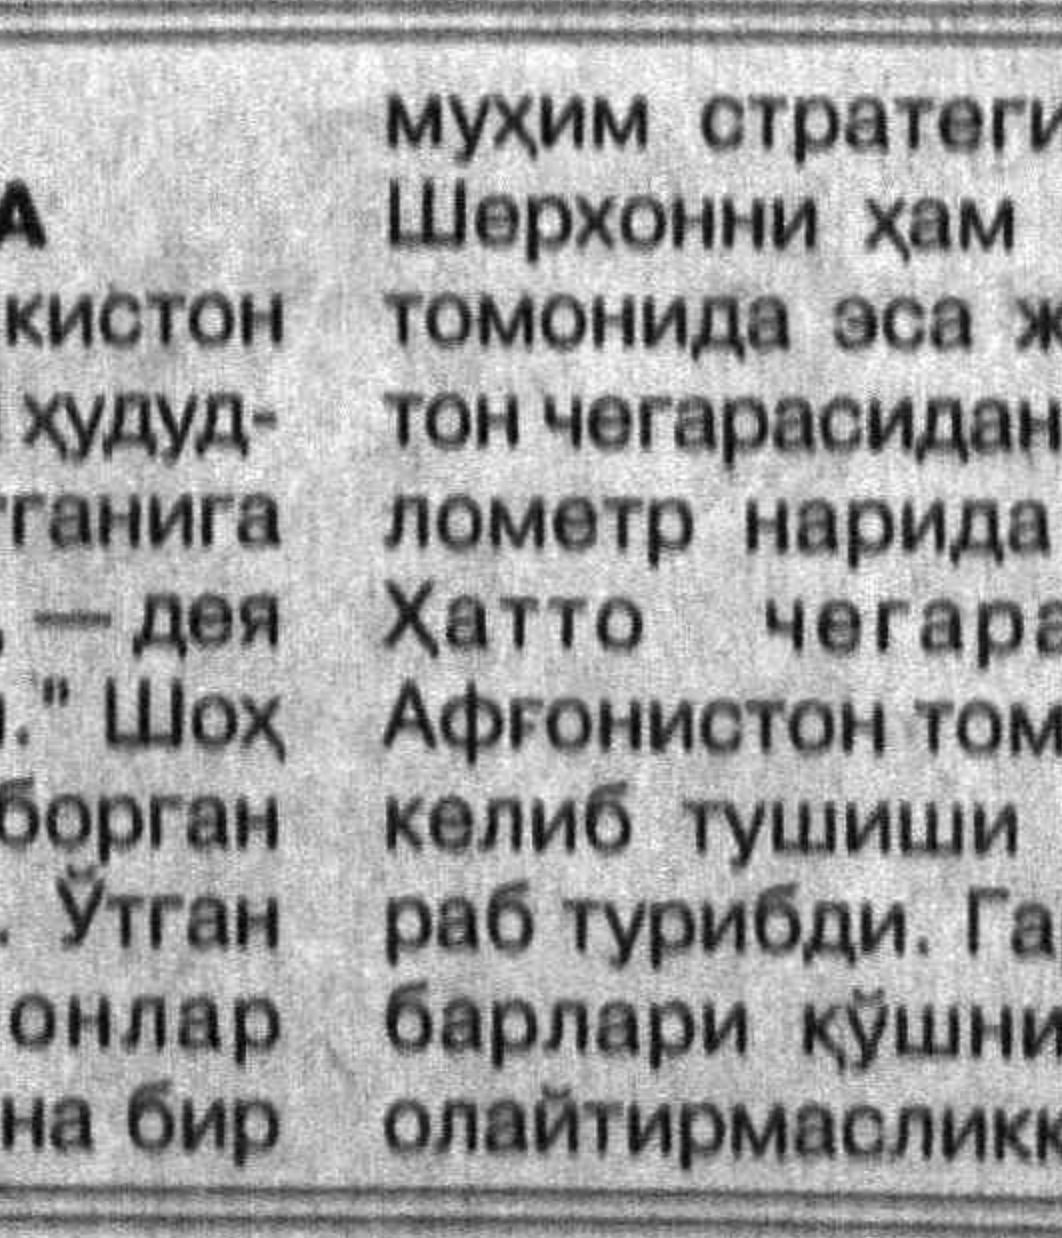 А
кистон
ҳудуд-
ганига
— дея
." Шоҳ
борган
. Ўтган
онлар
на бир
муҳим стратеги
Шерхонни ҳам
томонида эса ж
тон чегарасидан
лометр нарида
Ҳатто чегара
Афғонистон том
келиб тушиши
раб турибди. Га
барлари қўшни
олайтирмасликк